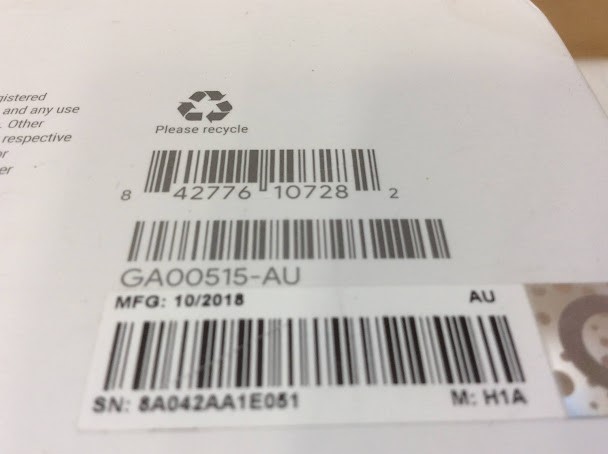 gistered
and any use
. Other
respective
or
er
Please recycle
8 42776 10728 2
GA00515-AU
MFG: 10/2018 AU
SN: 8A042AA1E051 M: H1A